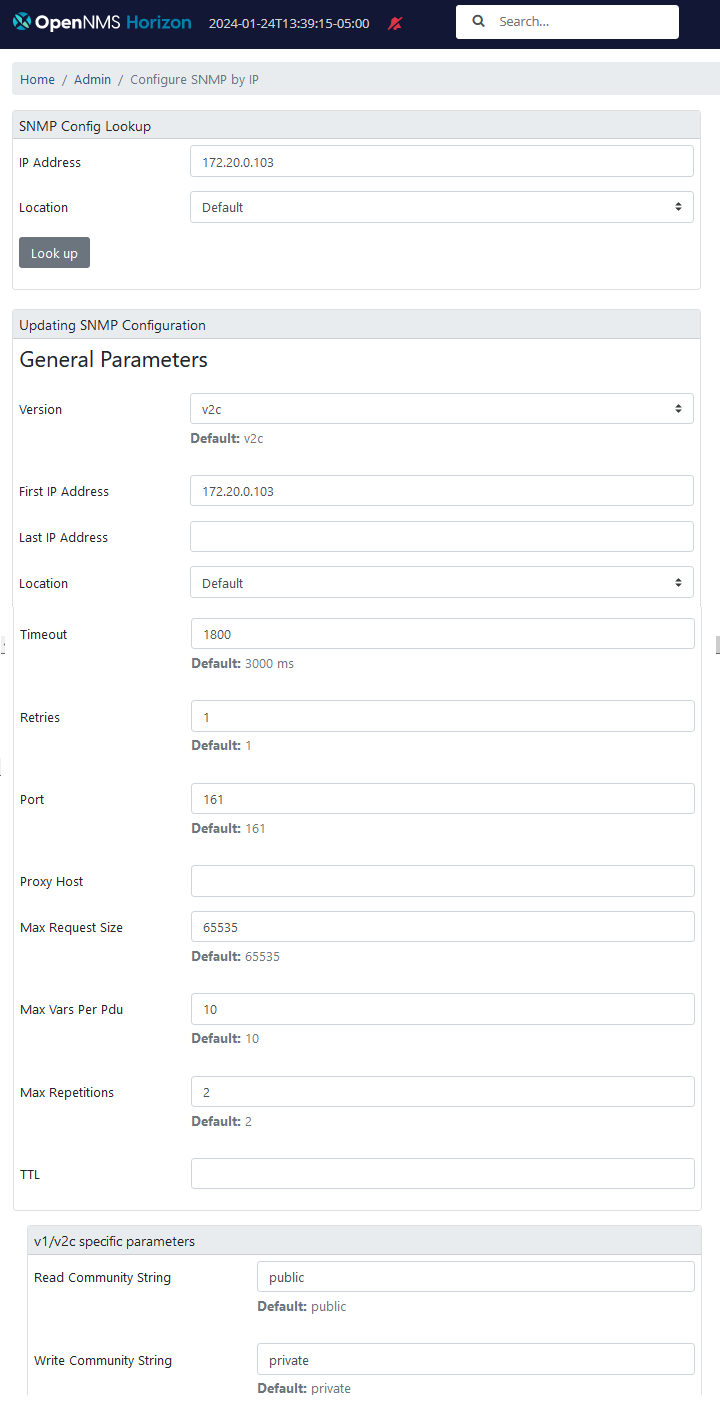 OpenNMS Horizon 2024-01-24T13:39:15-05:00 Search...
Home / Admin / Configure SNMP by IP
SNMP Config Lookup
IP Address 172.20.0.103
Location Default
Look up
Updating SNMP Configuration
General Parameters
Version v2c
Default: v2c
First IP Address 172.20.0.103
Last IP Address
Location Default
Timeout 1800
Default: 3000 ms
Retries 1
Default: 1
Port 161
Default: 161
Proxy Host
Max Request Size 65535
Default: 65535
Max Vars Per Pdu 10
Default: 10
Max Repetitions 2
Default: 2
TTL
v1/v2c specific parameters
Read Community String public
Default: public
Write Community String private
Default: private